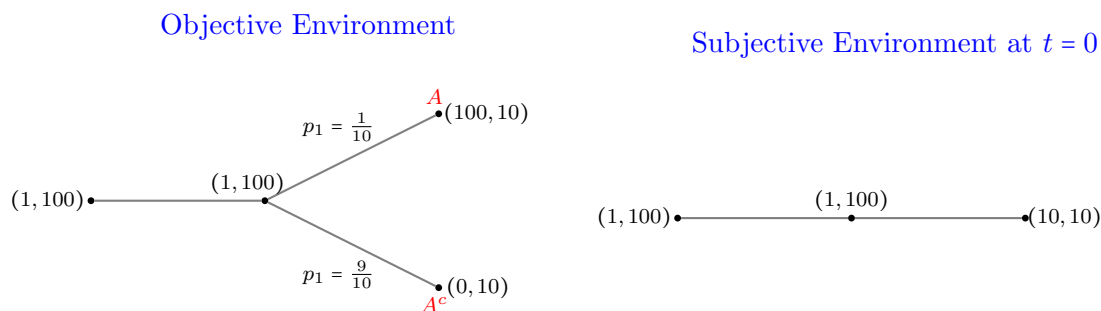 Objective Environment
Subjective Environment at t = 0
A
(100, 10)
p₁ = 1/10
(1, 100)
(1, 100)
p₁ = 9/10
(0, 10)
Aᶜ
(1, 100)
(1, 100)
(10, 10)